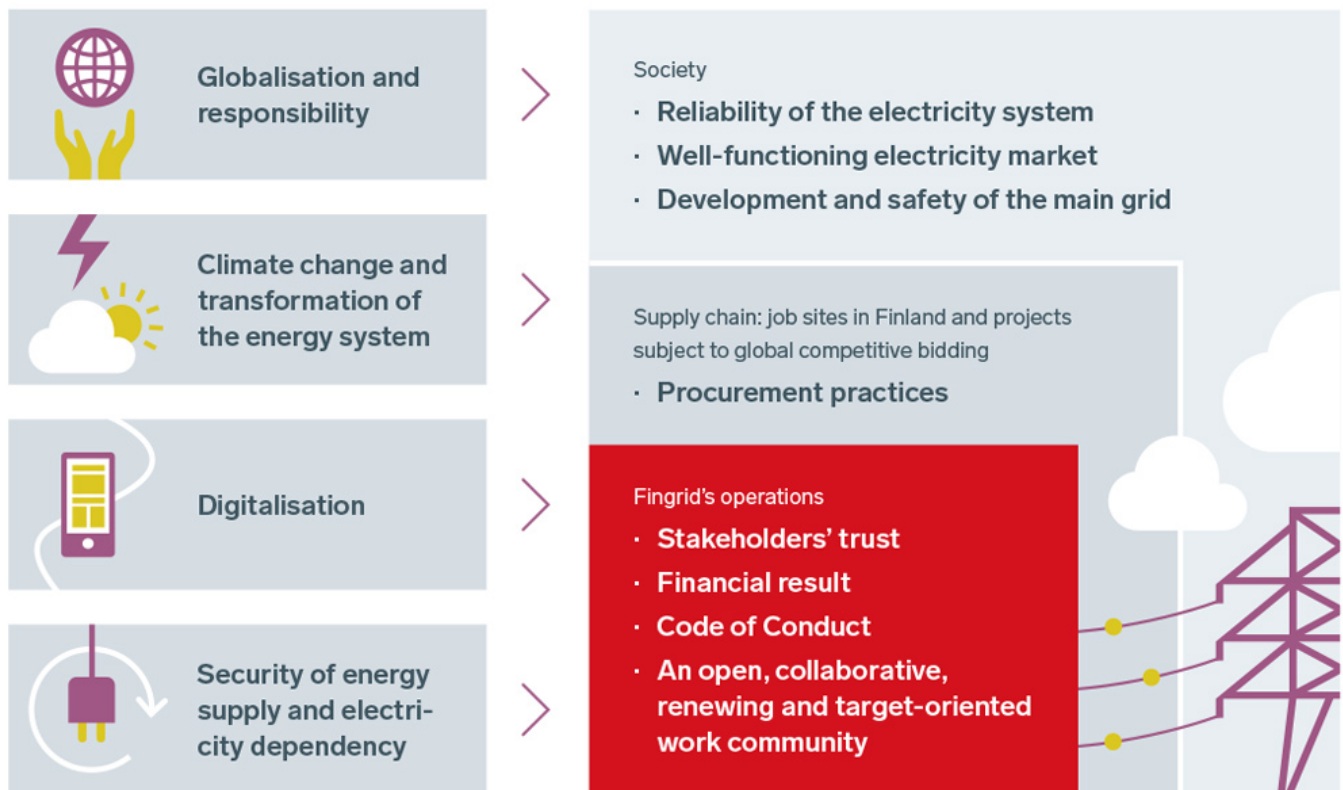 Globalisation and
responsibility
Climate change and
transformation of
the energy system
Digitalisation
Security of energy
supply and electri-
city dependency
Society
· Reliability of the electricity system
· Well-functioning electricity market
· Development and safety of the main grid
Supply chain: job sites in Finland and projects
subject to global competitive bidding
· Procurement practices
Fingrid’s operations
· Stakeholders’ trust
· Financial result
· Code of Conduct
· An open, collaborative,
renewing and target-oriented
work community